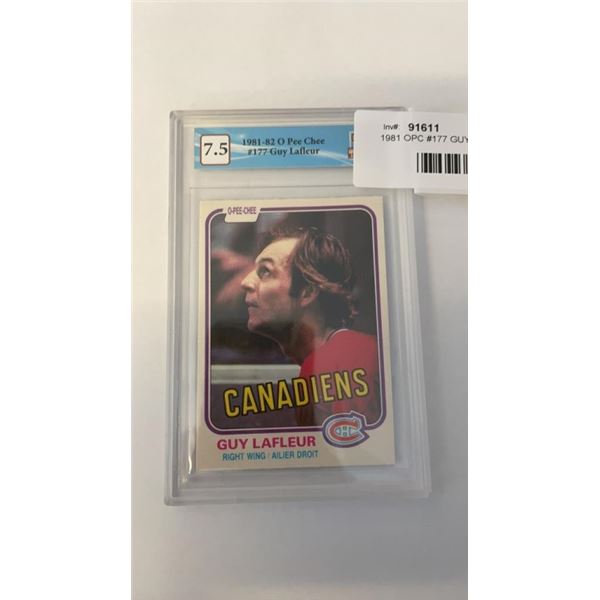 Inv#: 91611
1981 OPC #177 GUY
7.5
1981-82 O Pee Chee
#177 Guy Lafleur
O-PEE-CHEE
CANADIENS
GUY LAFLEUR
RIGHT WING / AILIER DROIT
CH